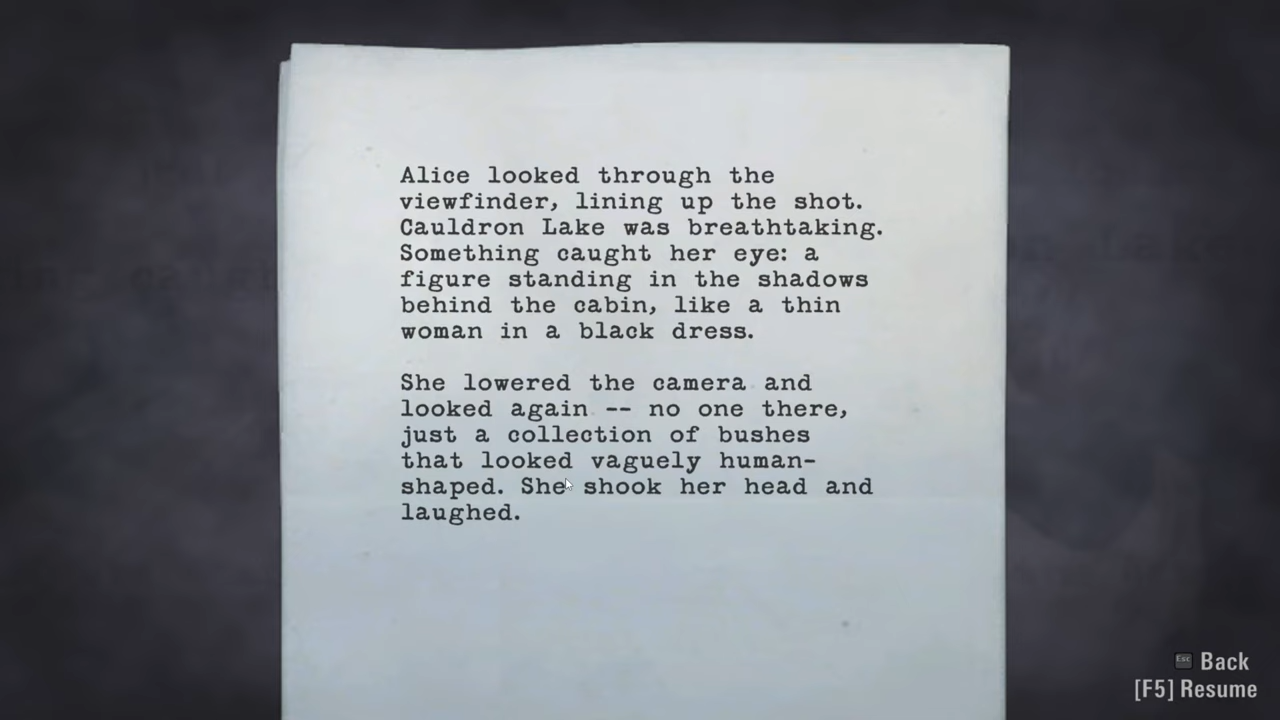 Alice looked through the
viewfinder, lining up the shot.
Cauldron Lake was breathtaking.
Something caught her eye: a
figure standing in the shadows
behind the cabin, like a thin
woman in a black dress.
She lowered the camera and
looked again -- no one there,
just a collection of bushes
that looked vaguely human-
shaped. She shook her head and
laughed.
Esc Back
[F5] Resume